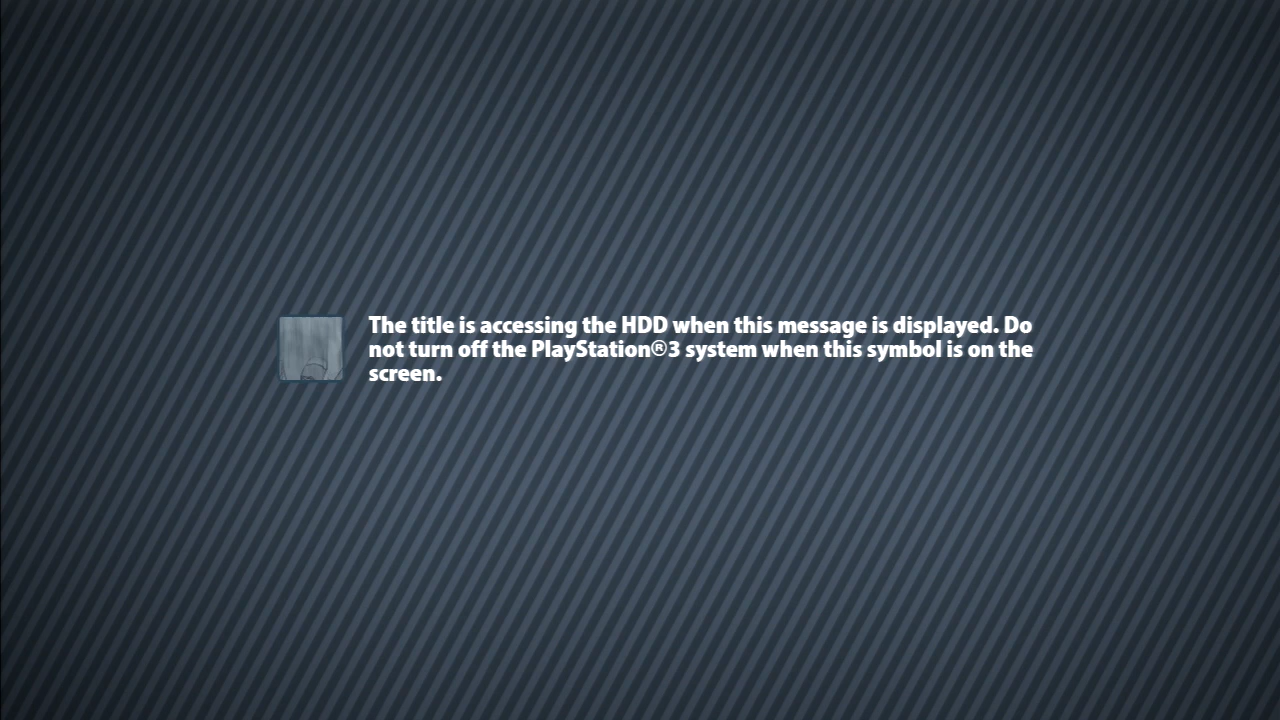 The title is accessing the HDD when this message is displayed. Do
not turn off the PlayStation®3 system when this symbol is on the
screen.